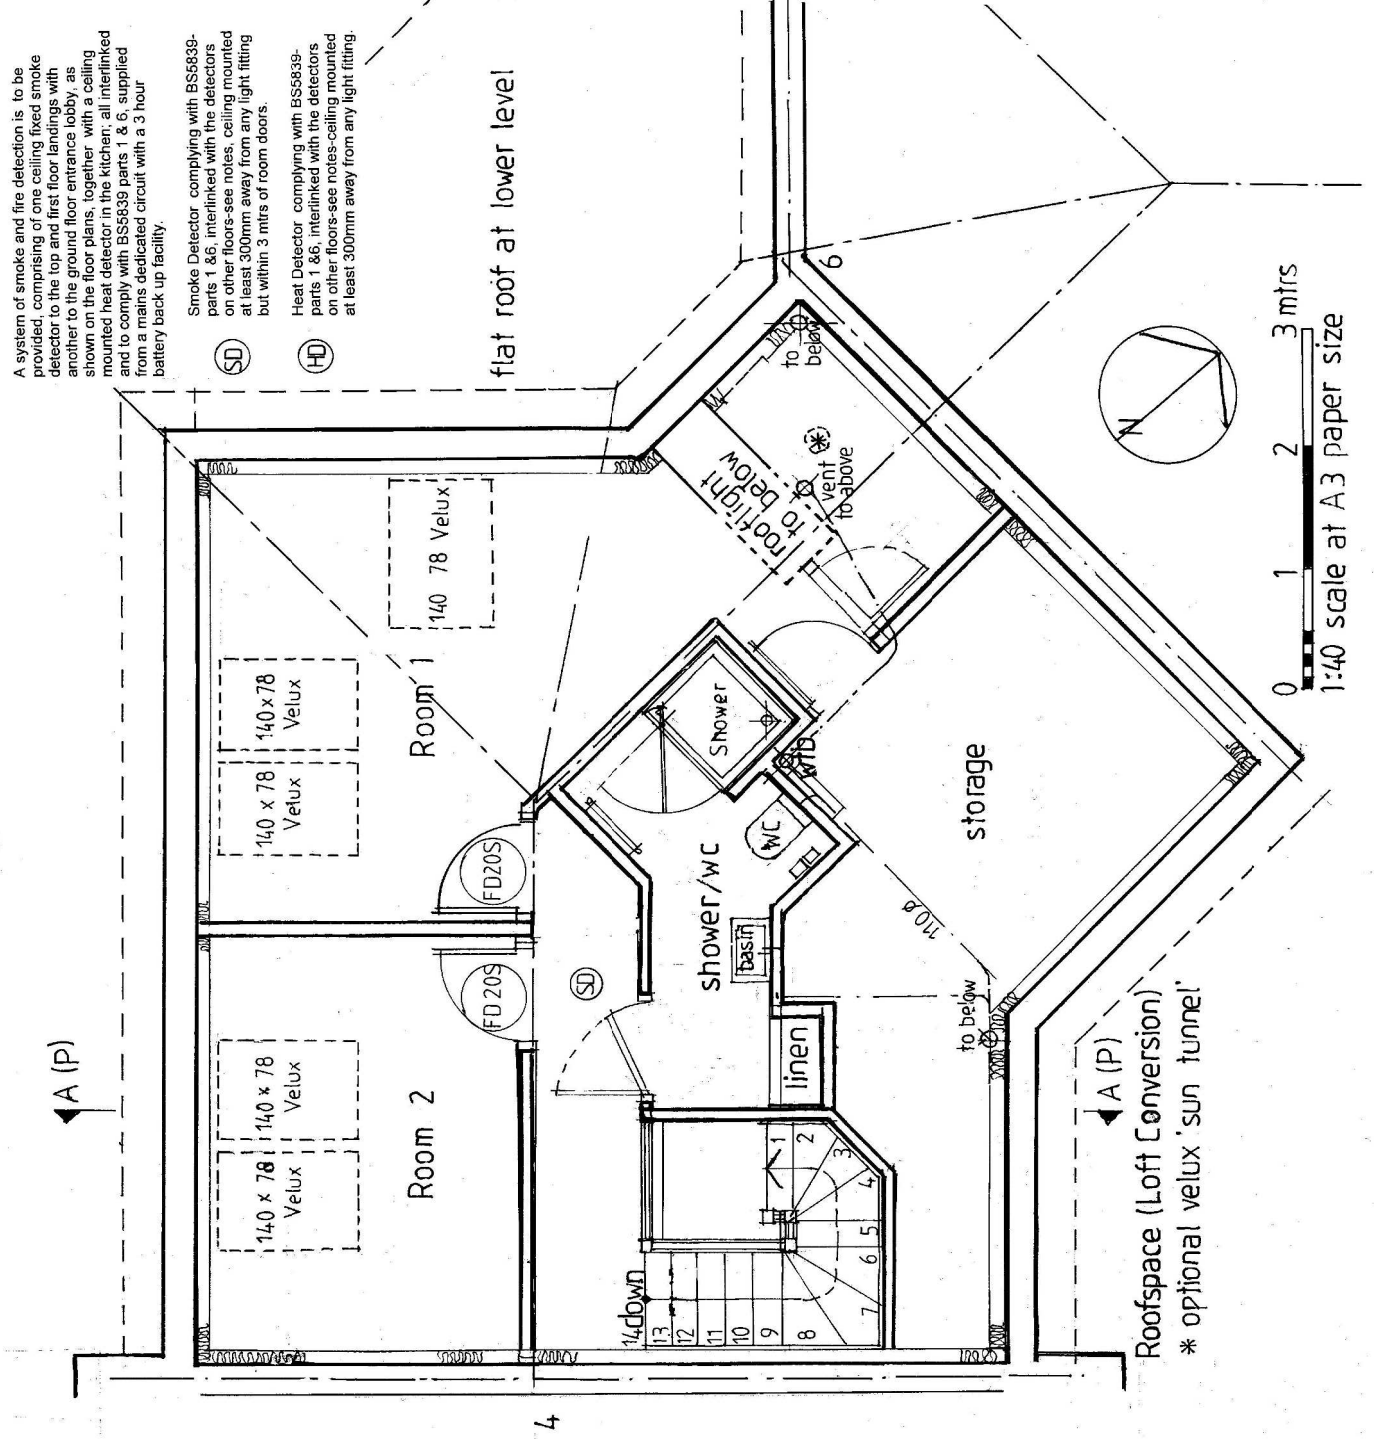 A system of smoke and fire detection is to be
provided, comprising of one ceiling fixed smoke
detector to the top and first floor landings with
another to the ground floor entrance lobby, as
shown on the floor plans, together with a ceiling
mounted heat detector in the kitchen; all interlinked
and to comply with BS5839 parts 1 & 6, supplied
from a mains dedicated circuit with a 3 hour
battery back up facility.
SD
Smoke Detector complying with BS5839-
parts 1 &6, interlinked with the detectors
on other floors-see notes, ceiling mounted
at least 300mm away from any light fitting
but within 3 mtrs of room doors.
HD
Heat Detector complying with BS5839-
parts 1 &6, interlinked with the detectors
on other floors-see notes-ceiling mounted
at least 300mm away from any light fitting.
flat roof at lower level
A (P)
140 x 78
Velux
140 x 78
Velux
140 x 78
Velux
140x78
Velux
140 78 Velux
Room 2
Room 1
FD 20S
FD20S
SD
rooflight
to below
to
below
6
vent
to above
*
Shower
WC
whb
shower/wc
basin
linen
storage
110ø
to below
14down
13
12
11
10
9
8
7
6
5
4
3
2
1
4
N
0 1 2 3 mtrs
1:40 scale at A3 paper size
A (P)
Roofspace (Loft Conversion)
* optional velux 'sun tunnel'